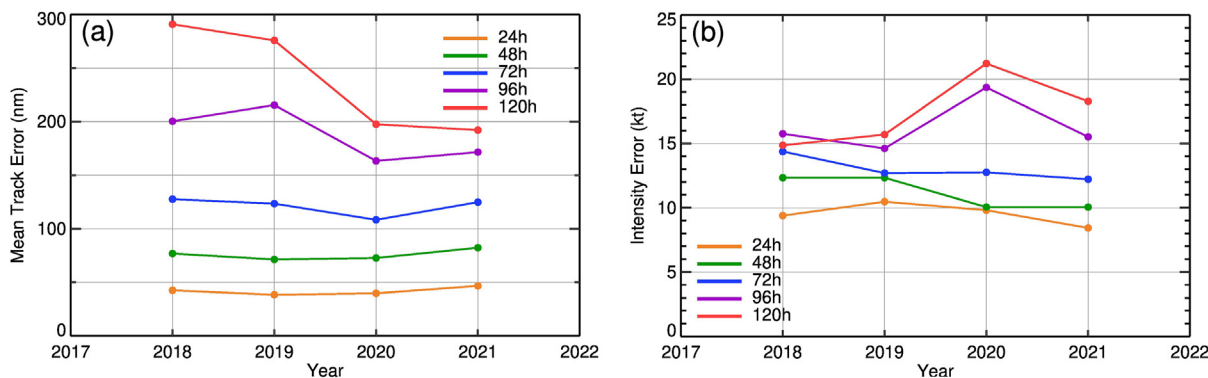 (a)
Mean Track Error (nm)
300
200
100
0
24h
48h
72h
96h
120h
2017 2018 2019 2020 2021 2022
Year
(b)
Intensity Error (kt)
25
20
15
10
5
0
24h
48h
72h
96h
120h
2017 2018 2019 2020 2021 2022
Year